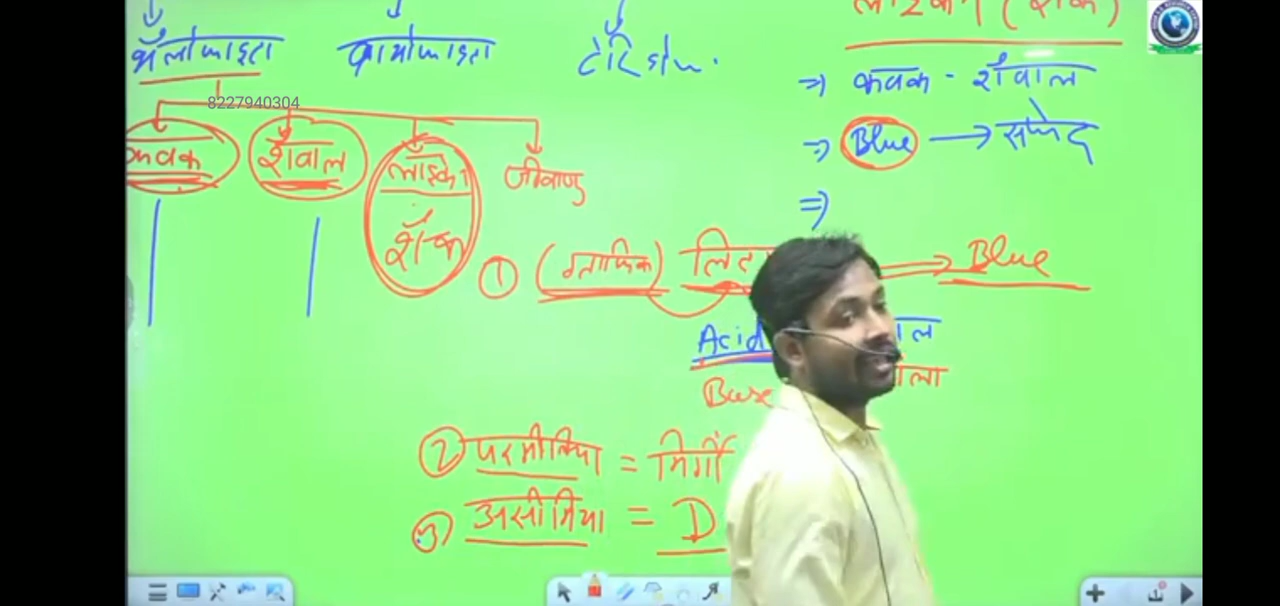 लाइकेन (शैक)
थैलोफाइटा ब्रायोफाइटा
⇒ कवक - शैवाल
8227940304
⇒ Blue → सफेद
कवक शैवाल लाइकेन जीवाणु
⇒
शैक
① (ग्राफिक) ⇒ Blue
Acid
Base
② परमीलिया = मिर्गी
③ असीनिया = D